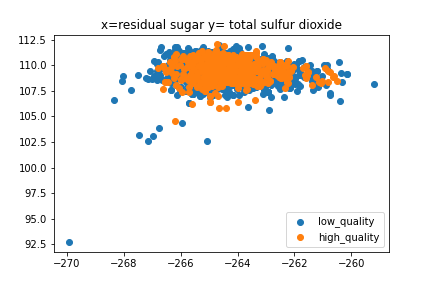 x=residual sugar y= total sulfur dioxide
112.5
110.0
107.5
105.0
102.5
100.0
97.5
95.0
92.5
low_quality
high_quality
−270 −268 −266 −264 −262 −260